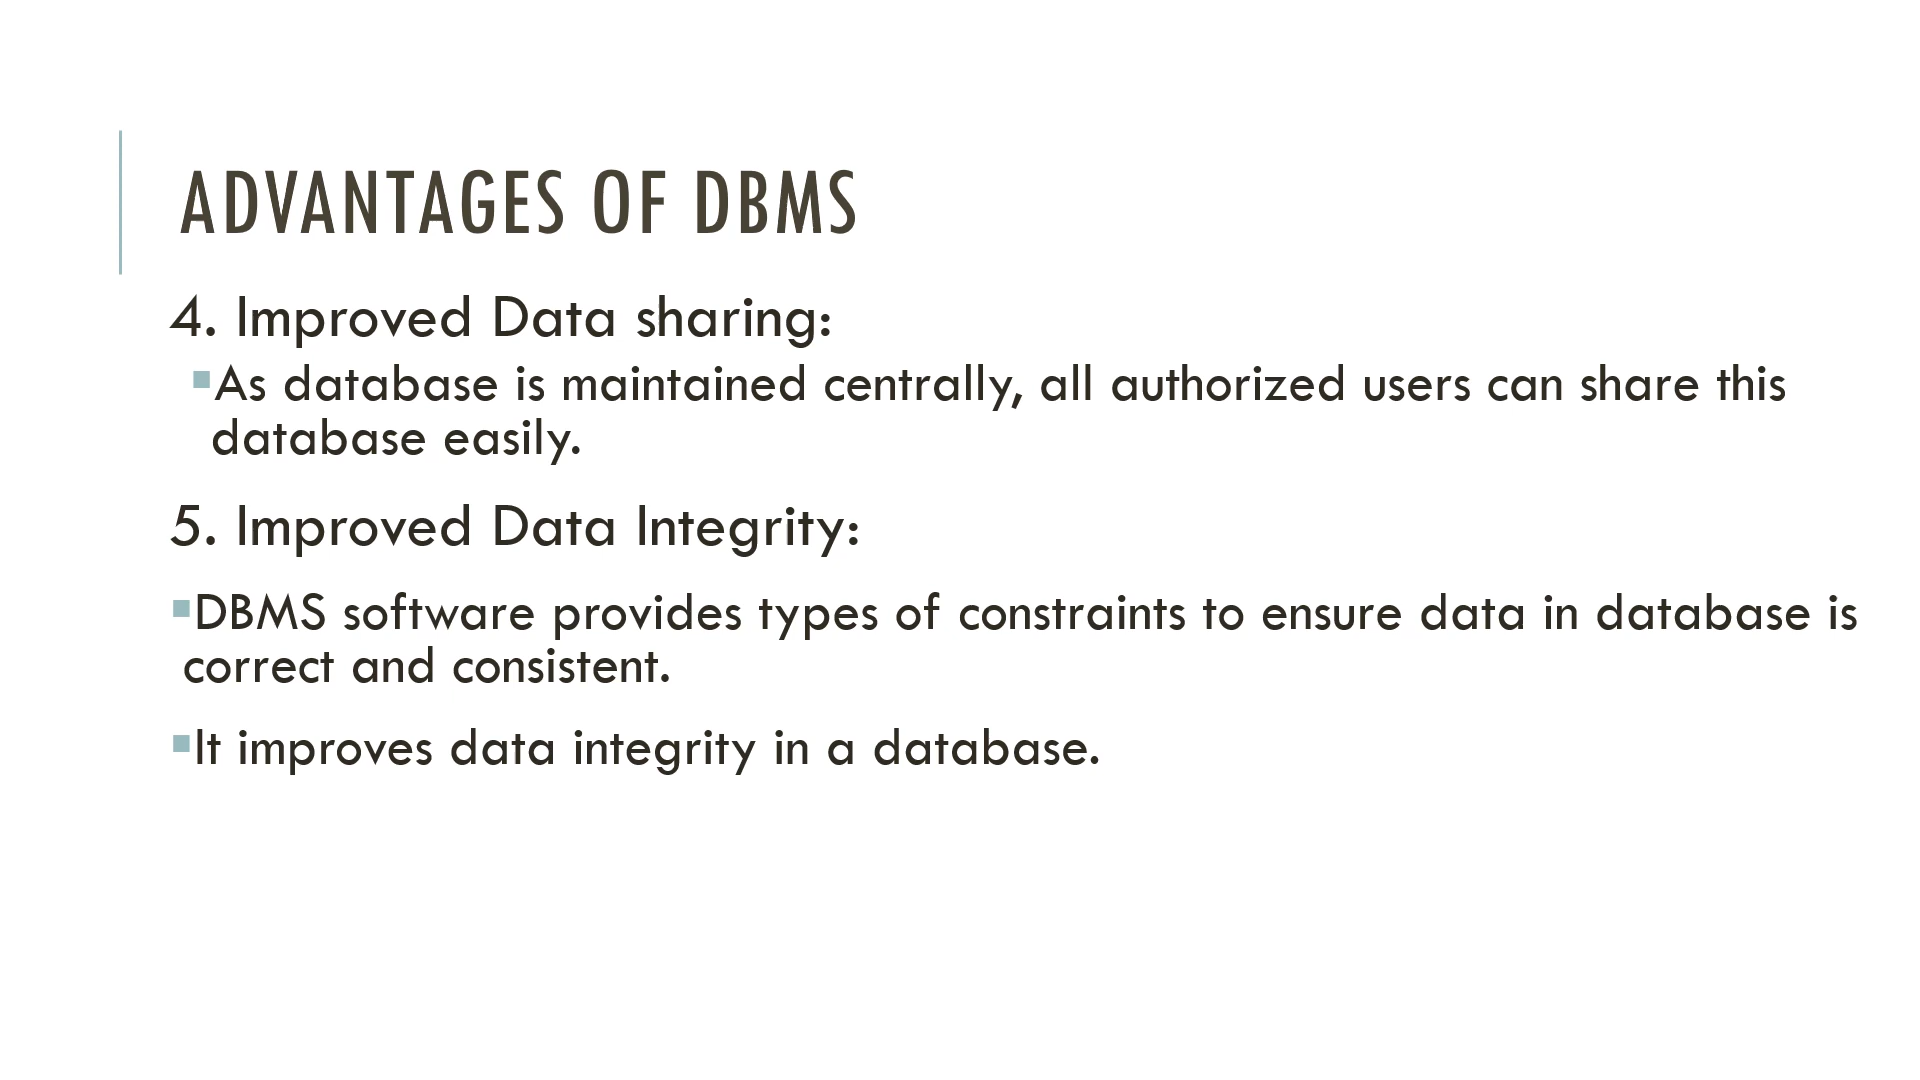 ADVANTAGES OF DBMS
4. Improved Data sharing:
▪As database is maintained centrally, all authorized users can share this
database easily.
5. Improved Data Integrity:
▪DBMS software provides types of constraints to ensure data in database is
correct and consistent.
▪It improves data integrity in a database.